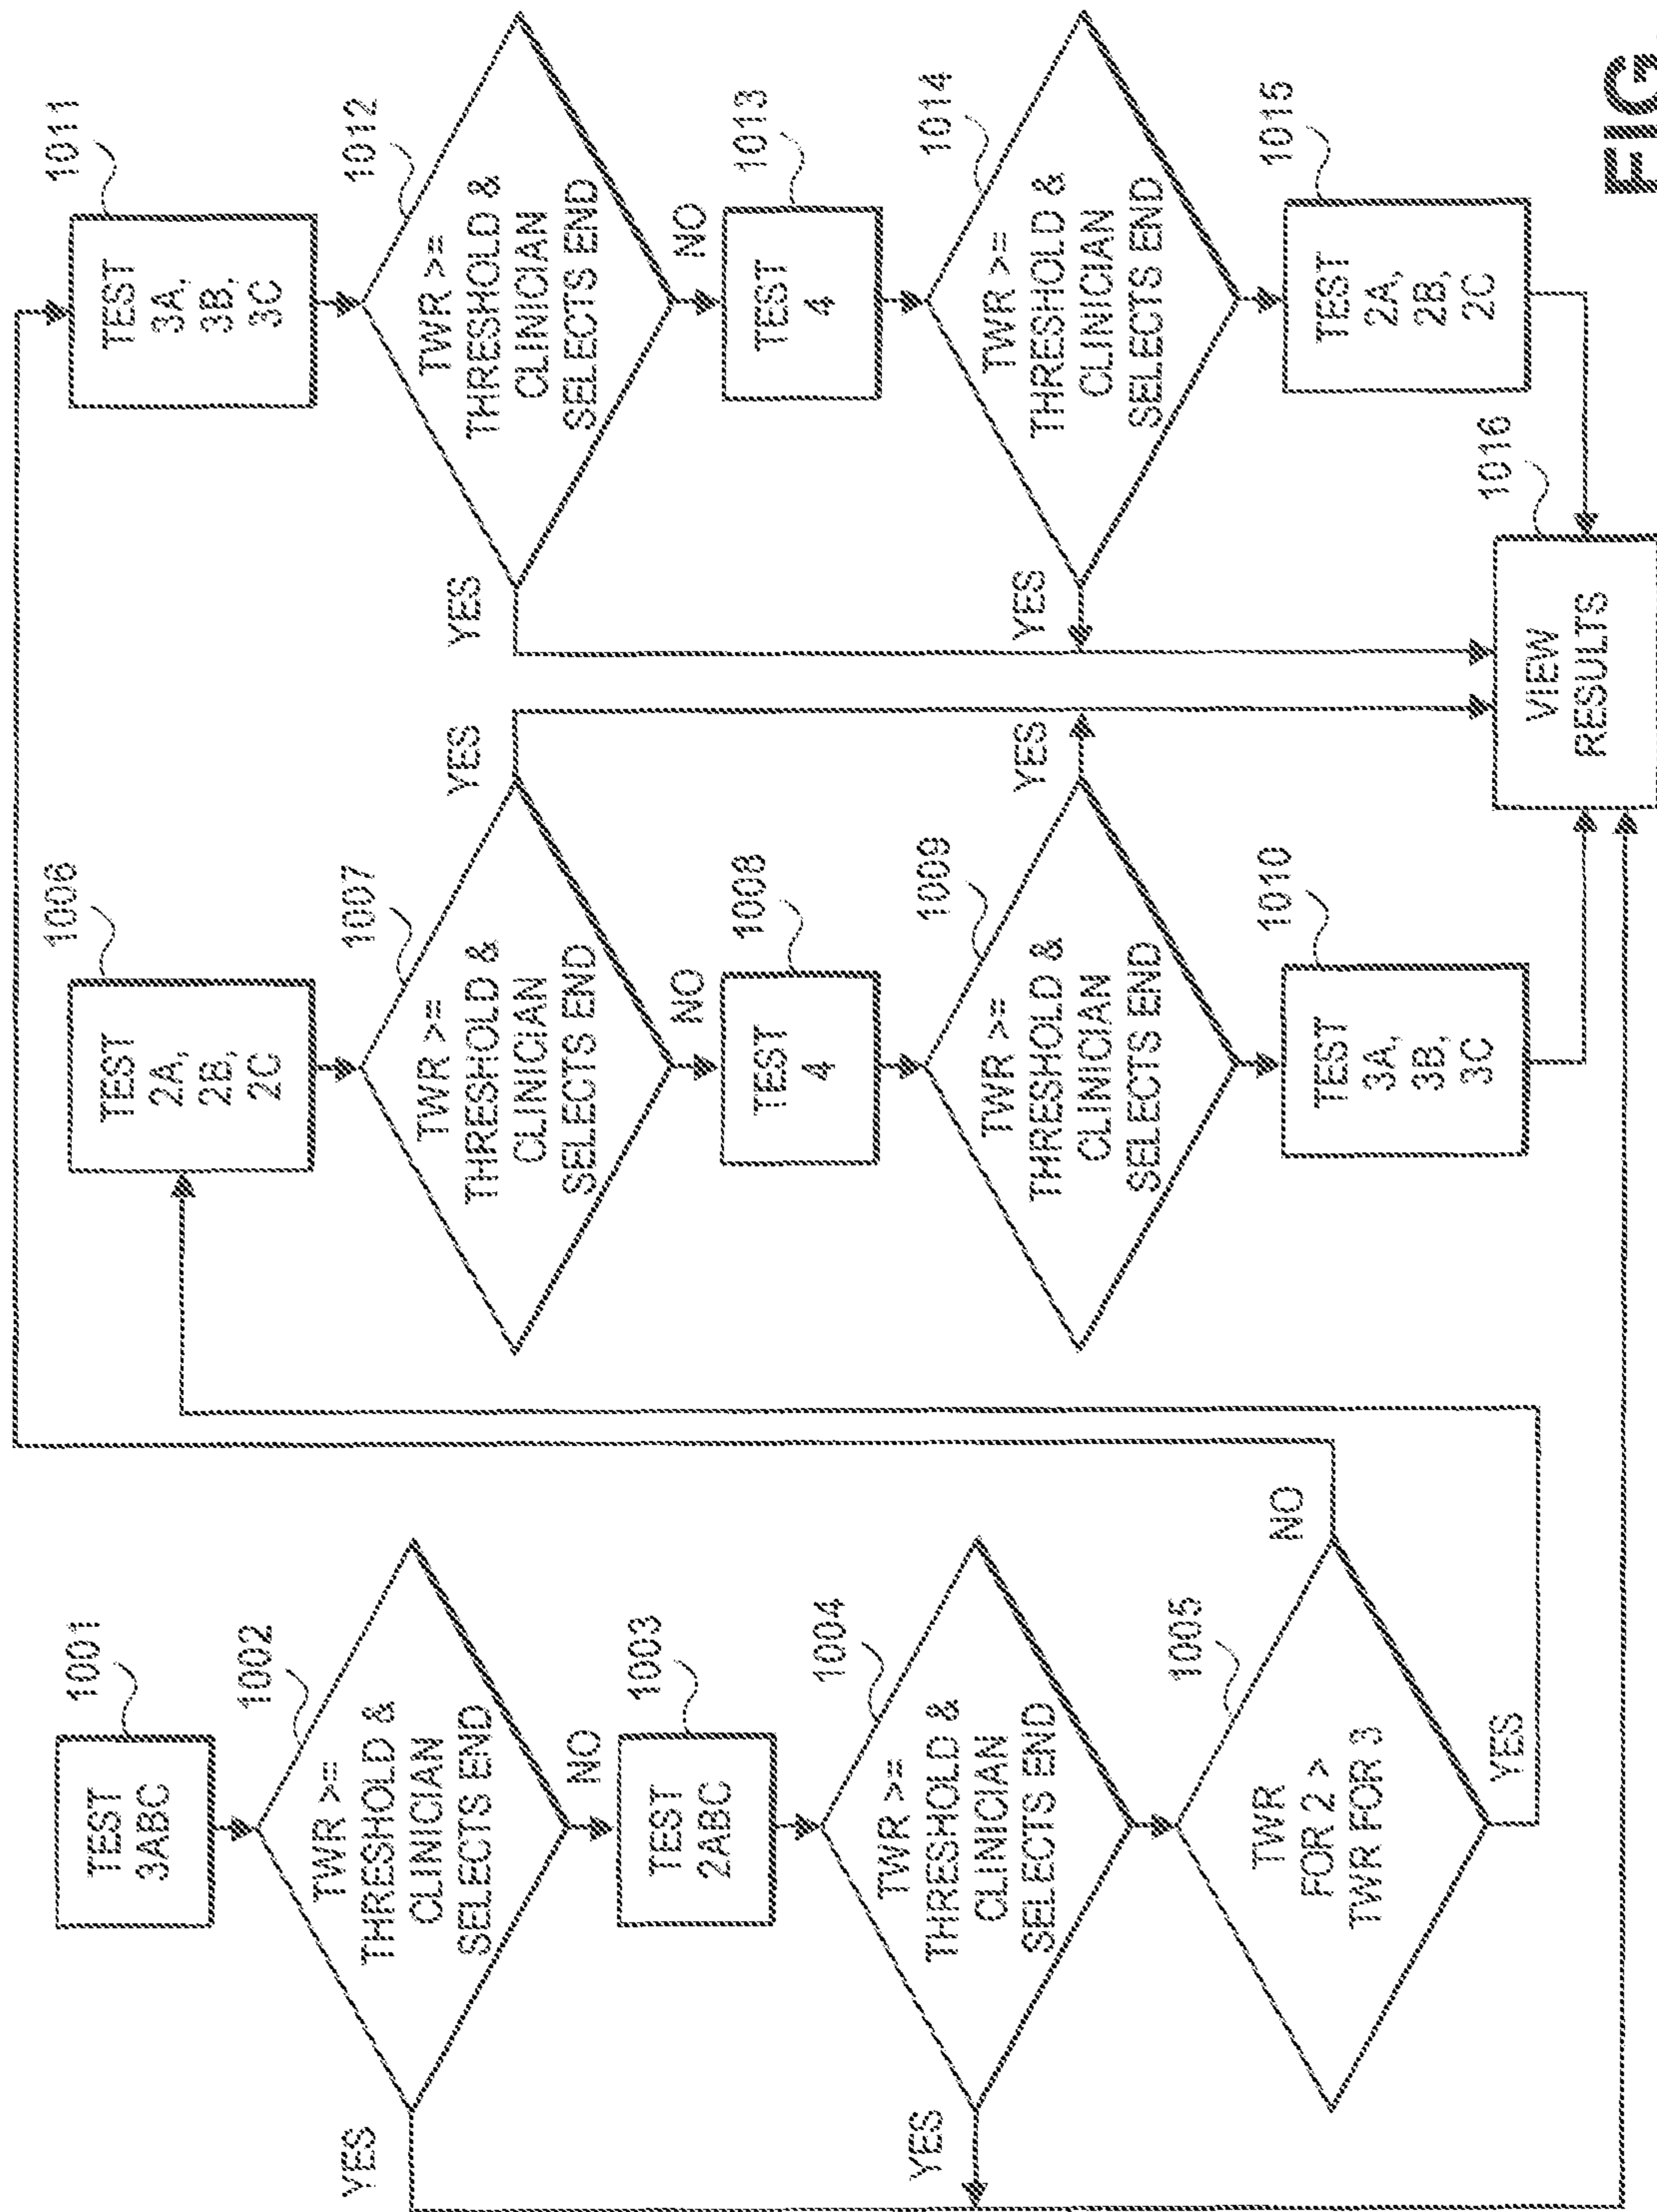 TEST
3ABC
1001
TWR >=
THRESHOLD &
CLINICIAN
SELECTS END
1002
YES
NO
TEST
2ABC
1003
TWR >=
THRESHOLD &
CLINICIAN
SELECTS END
1004
YES
TWR
FOR 2 >
TWR FOR 3
1005
NO
YES
TEST
2A,
2B,
2C
1006
TWR >=
THRESHOLD &
CLINICIAN
SELECTS END
1007
YES
NO
TEST
4
1008
TWR >=
THRESHOLD &
CLINICIAN
SELECTS END
1009
YES
TEST
3A,
3B,
3C
1010
TEST
3A,
3B,
3C
1011
TWR >=
THRESHOLD &
CLINICIAN
SELECTS END
1012
YES
NO
TEST
4
1013
TWR >=
THRESHOLD &
CLINICIAN
SELECTS END
1014
YES
TEST
2A,
2B,
2C
1015
VIEW
RESULTS
1016
FIG.